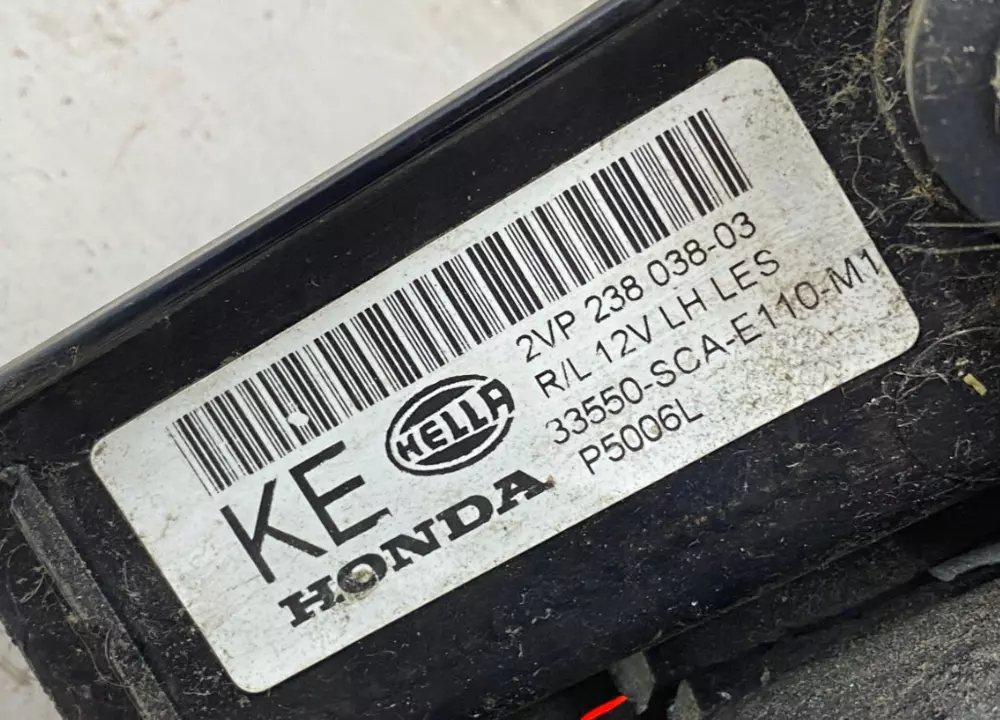 2VP 238 038-03
R/L 12V LH LES
33550-SCA-E110-M1
P5006L
KE
HELLA
HONDA